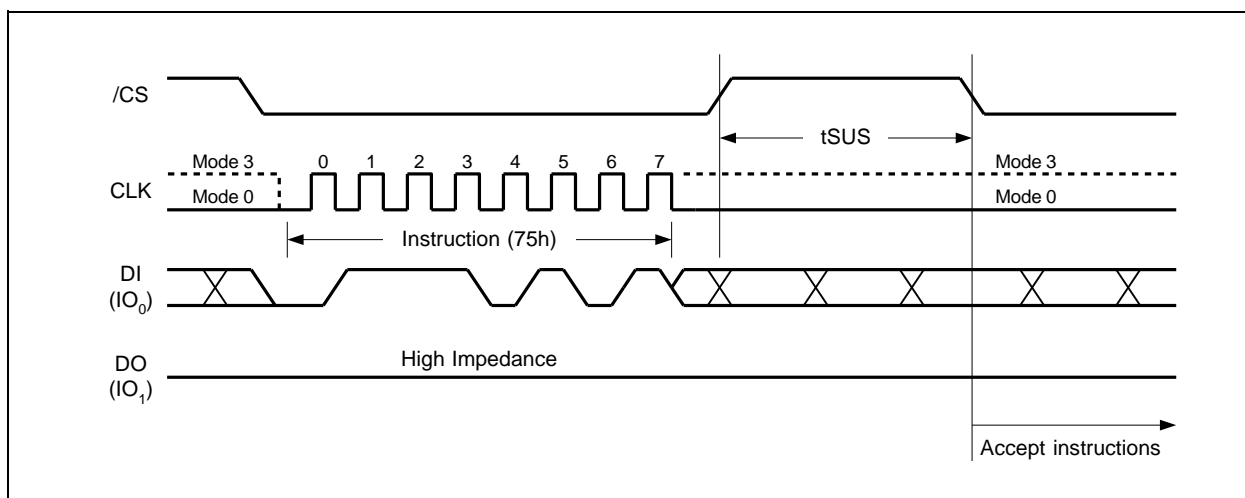 /CS
tSUS
Mode 3 0 1 2 3 4 5 6 7 Mode 3
CLK
Mode 0 Mode 0
Instruction (75h)
DI
(IO0)
High Impedance
DO
(IO1)
Accept instructions